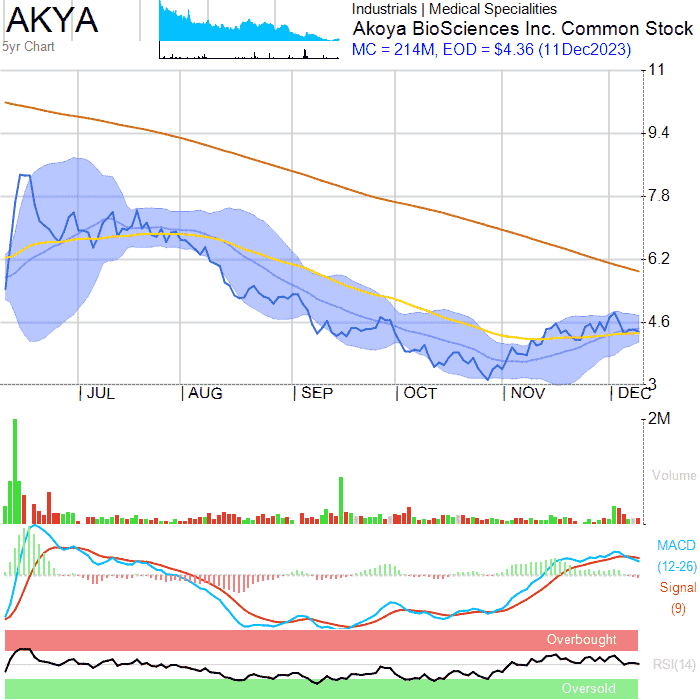 AKYA
5yr Chart
Industrials | Medical Specialities
Akoya BioSciences Inc. Common Stock
MC = 214M, EOD = $4.36 (11Dec2023)
11
9.4
7.8
6.2
4.6
3
| JUL | AUG | SEP | OCT | NOV | DEC
2M
Volume
MACD
(12-26)
Signal
(9)
Overbought
RSI(14)
Oversold